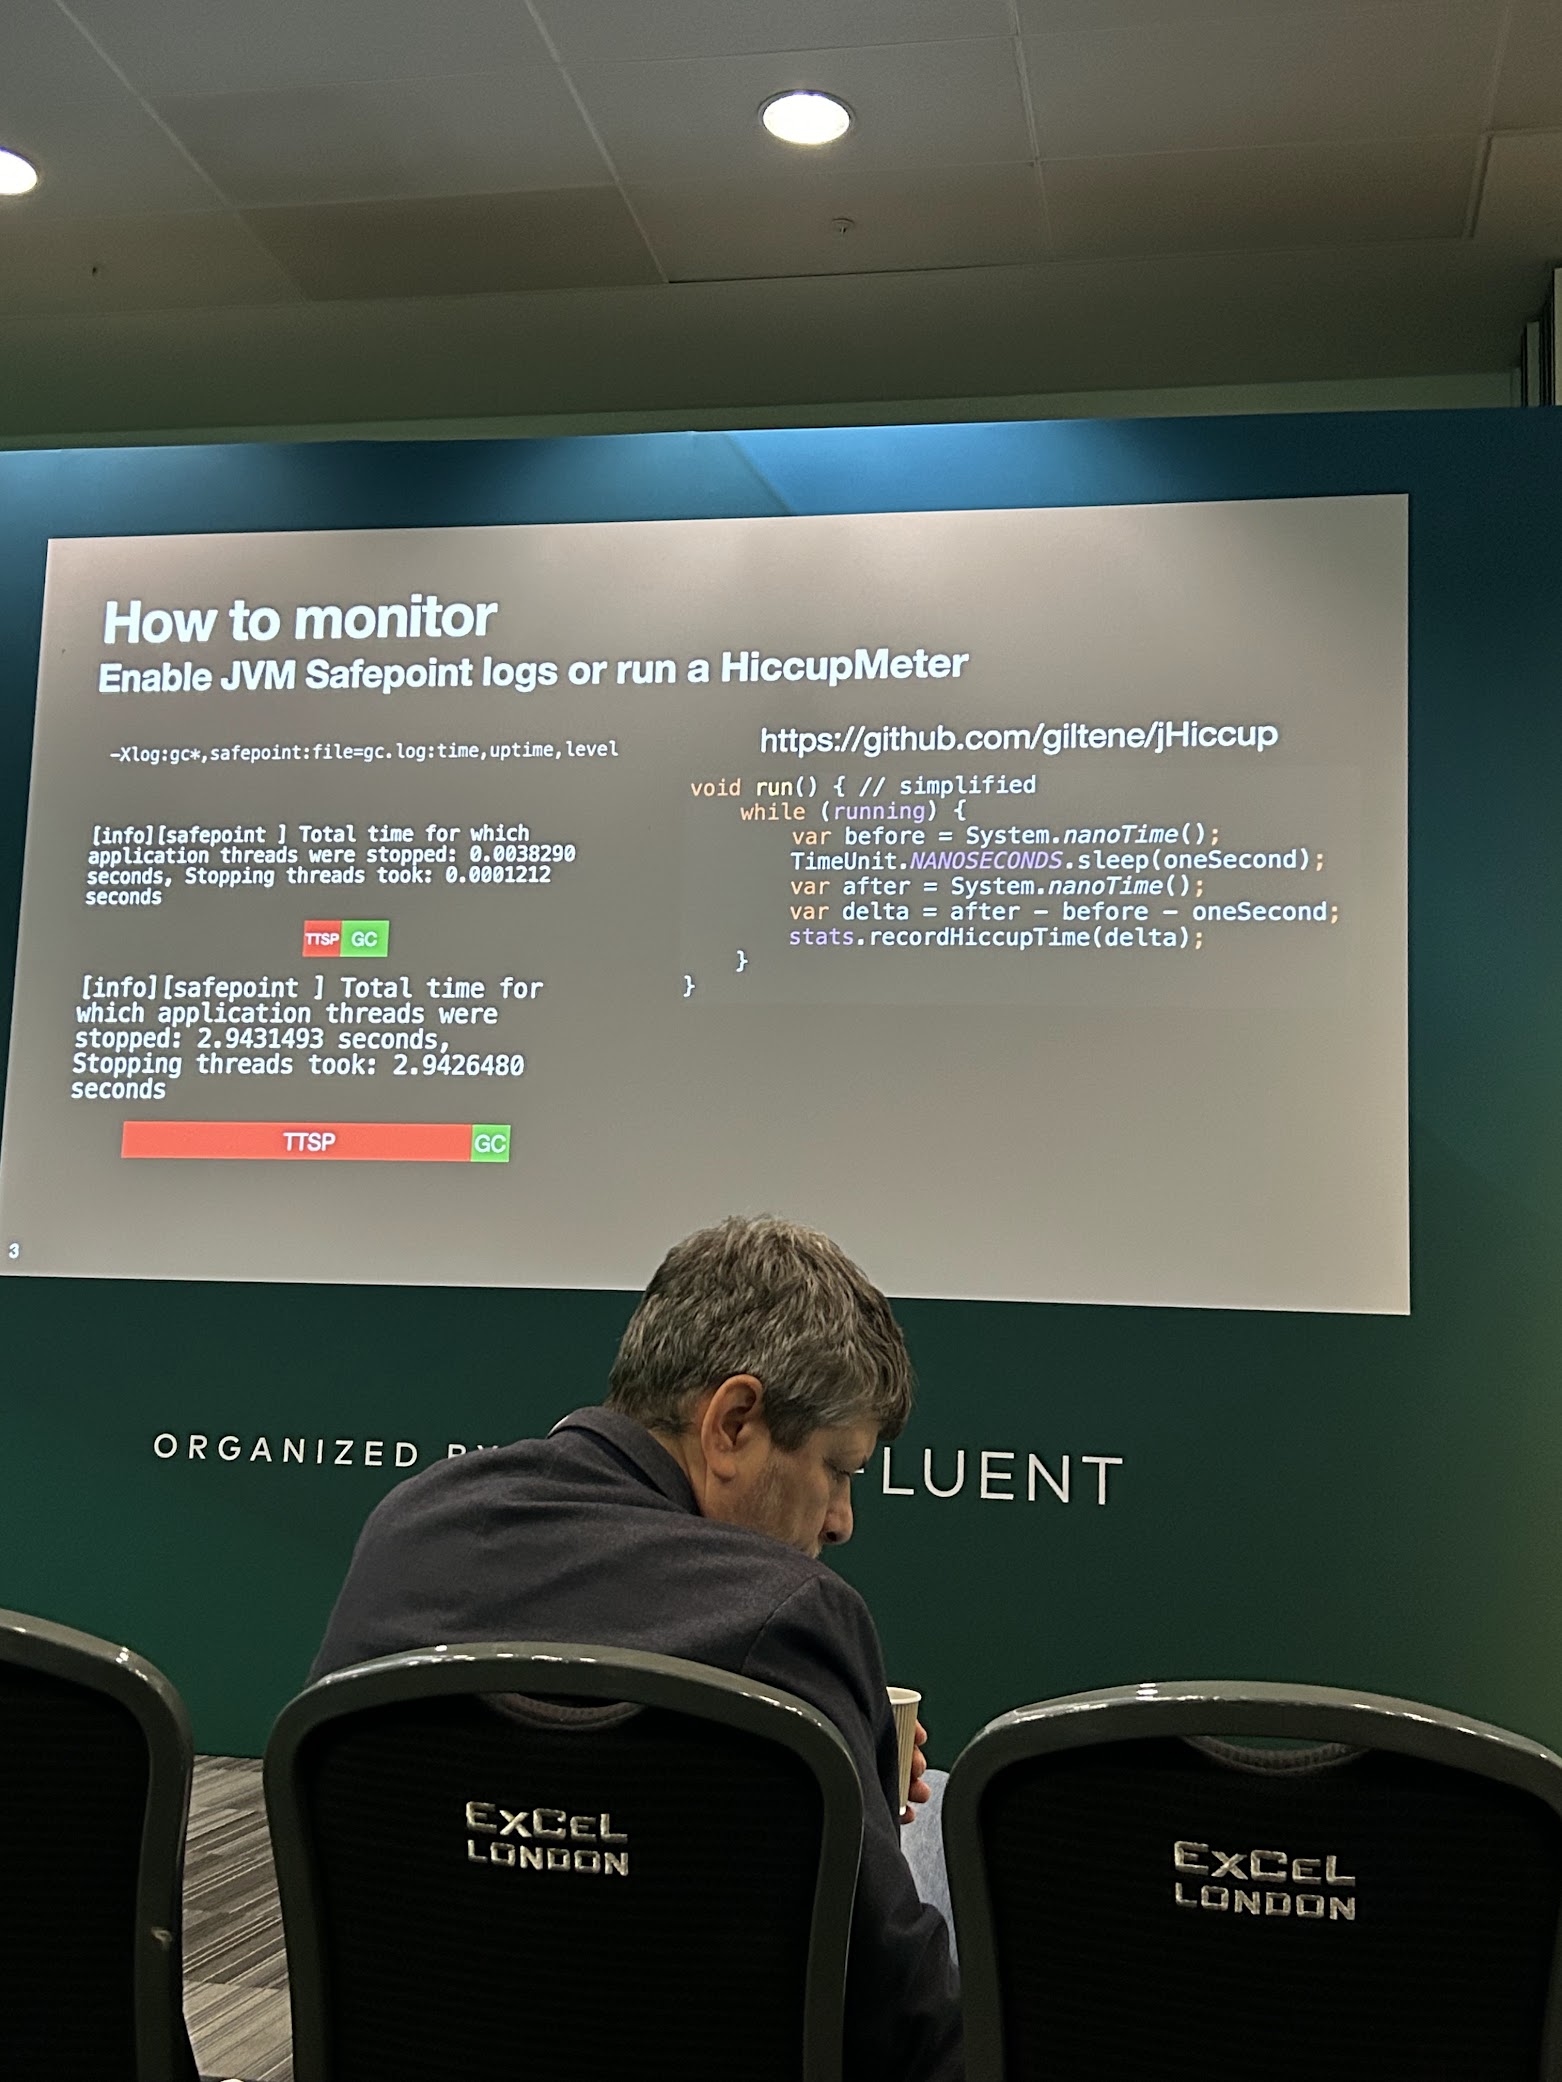 How to monitor
Enable JVM Safepoint logs or run a HiccupMeter
-Xlog:gc*,safepoint:file=gc.log:time,uptime,level
[info][safepoint ] Total time for which
application threads were stopped: 0.0038290
seconds, Stopping threads took: 0.0001212
seconds
TTSP GC
[info][safepoint ] Total time for
which application threads were
stopped: 2.9431493 seconds,
Stopping threads took: 2.9426480
seconds
TTSP GC
https://github.com/giltene/jHiccup
void run() { // simplified
while (running) {
var before = System.nanoTime();
TimeUnit.NANOSECONDS.sleep(oneSecond);
var after = System.nanoTime();
var delta = after - before - oneSecond;
stats.recordHiccupTime(delta);
}
}
3
ORGANIZED BY
FLUENT
EXCEL
LONDON
EXCEL
LONDON